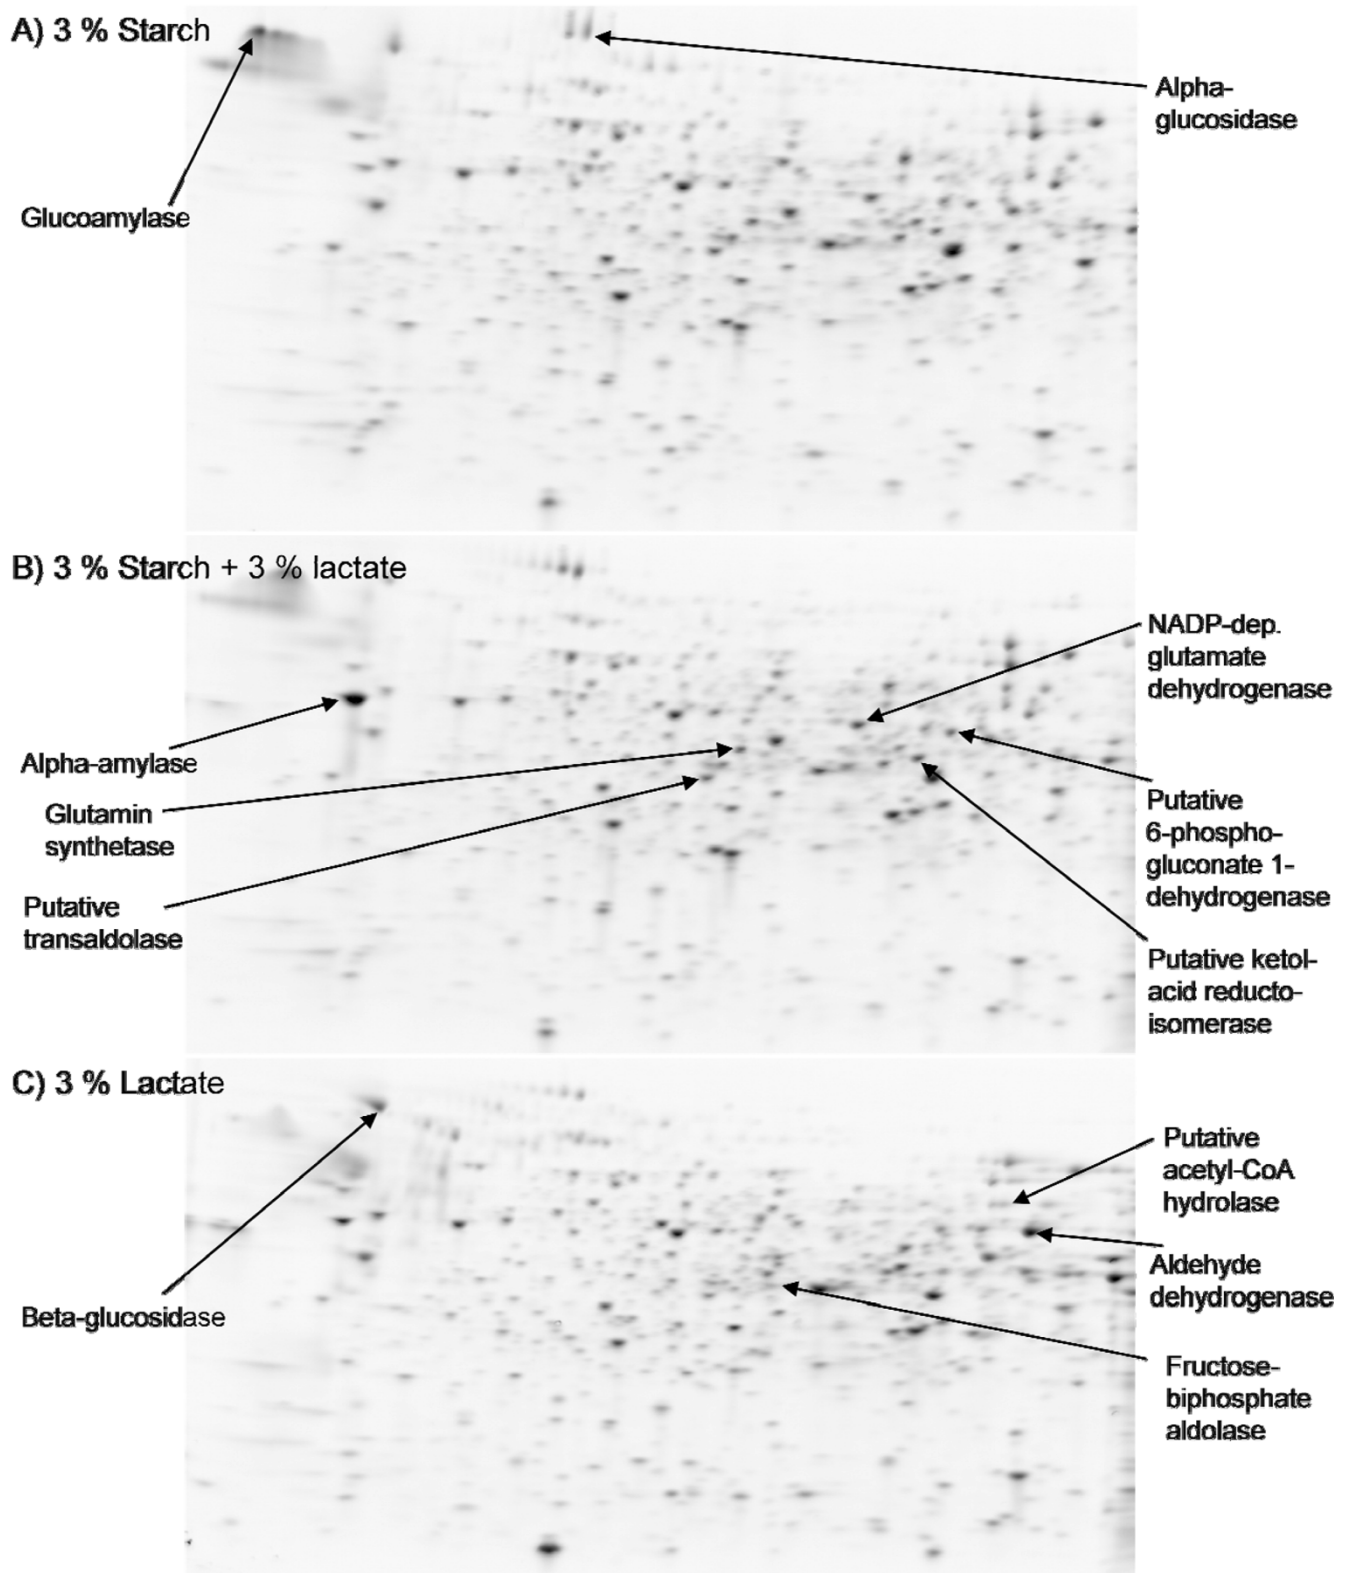 A) 3 % Starch
Alpha-
glucosidase
Glucoamylase
B) 3 % Starch + 3 % lactate
NADP-dep.
glutamate
dehydrogenase
Alpha-amylase
Glutamin
synthetase
Putative
6-phospho-
gluconate 1-
dehydrogenase
Putative
transaldolase
Putative ketol-
acid reducto-
isomerase
C) 3 % Lactate
Putative
acetyl-CoA
hydrolase
Aldehyde
dehydrogenase
Beta-glucosidase
Fructose-
biphosphate
aldolase